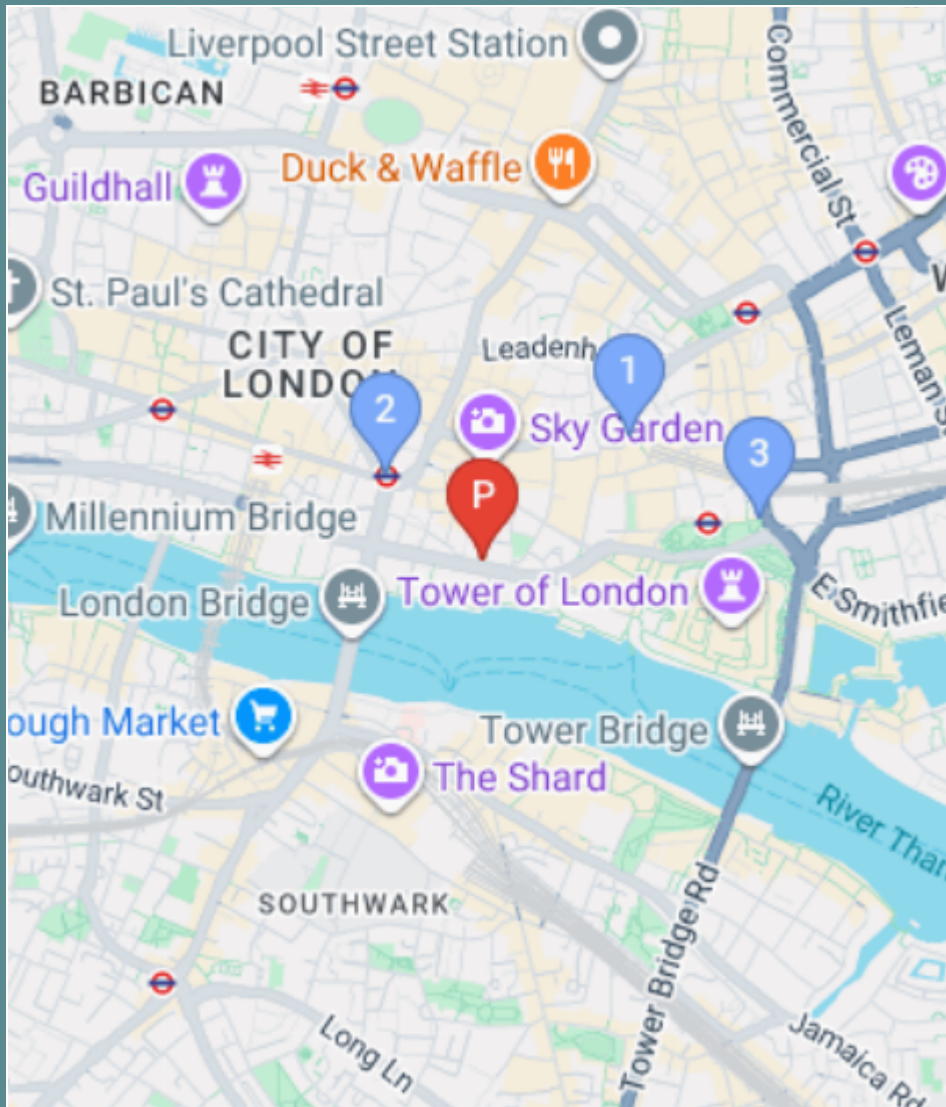 Liverpool Street Station
BARBICAN
Commercial St
Duck & Waffle
Guildhall
St. Paul's Cathedral
W
CITY OF
LONDON
Leadenh
1
Leman St
2
Sky Garden
3
P
Millennium Bridge
London Bridge
Tower of London
E Smithfie
ough Market
Tower Bridge
The Shard
outhwark St
River Than
SOUTHWARK
Tower Bridge Rd
Long Ln
Jamaica Rd